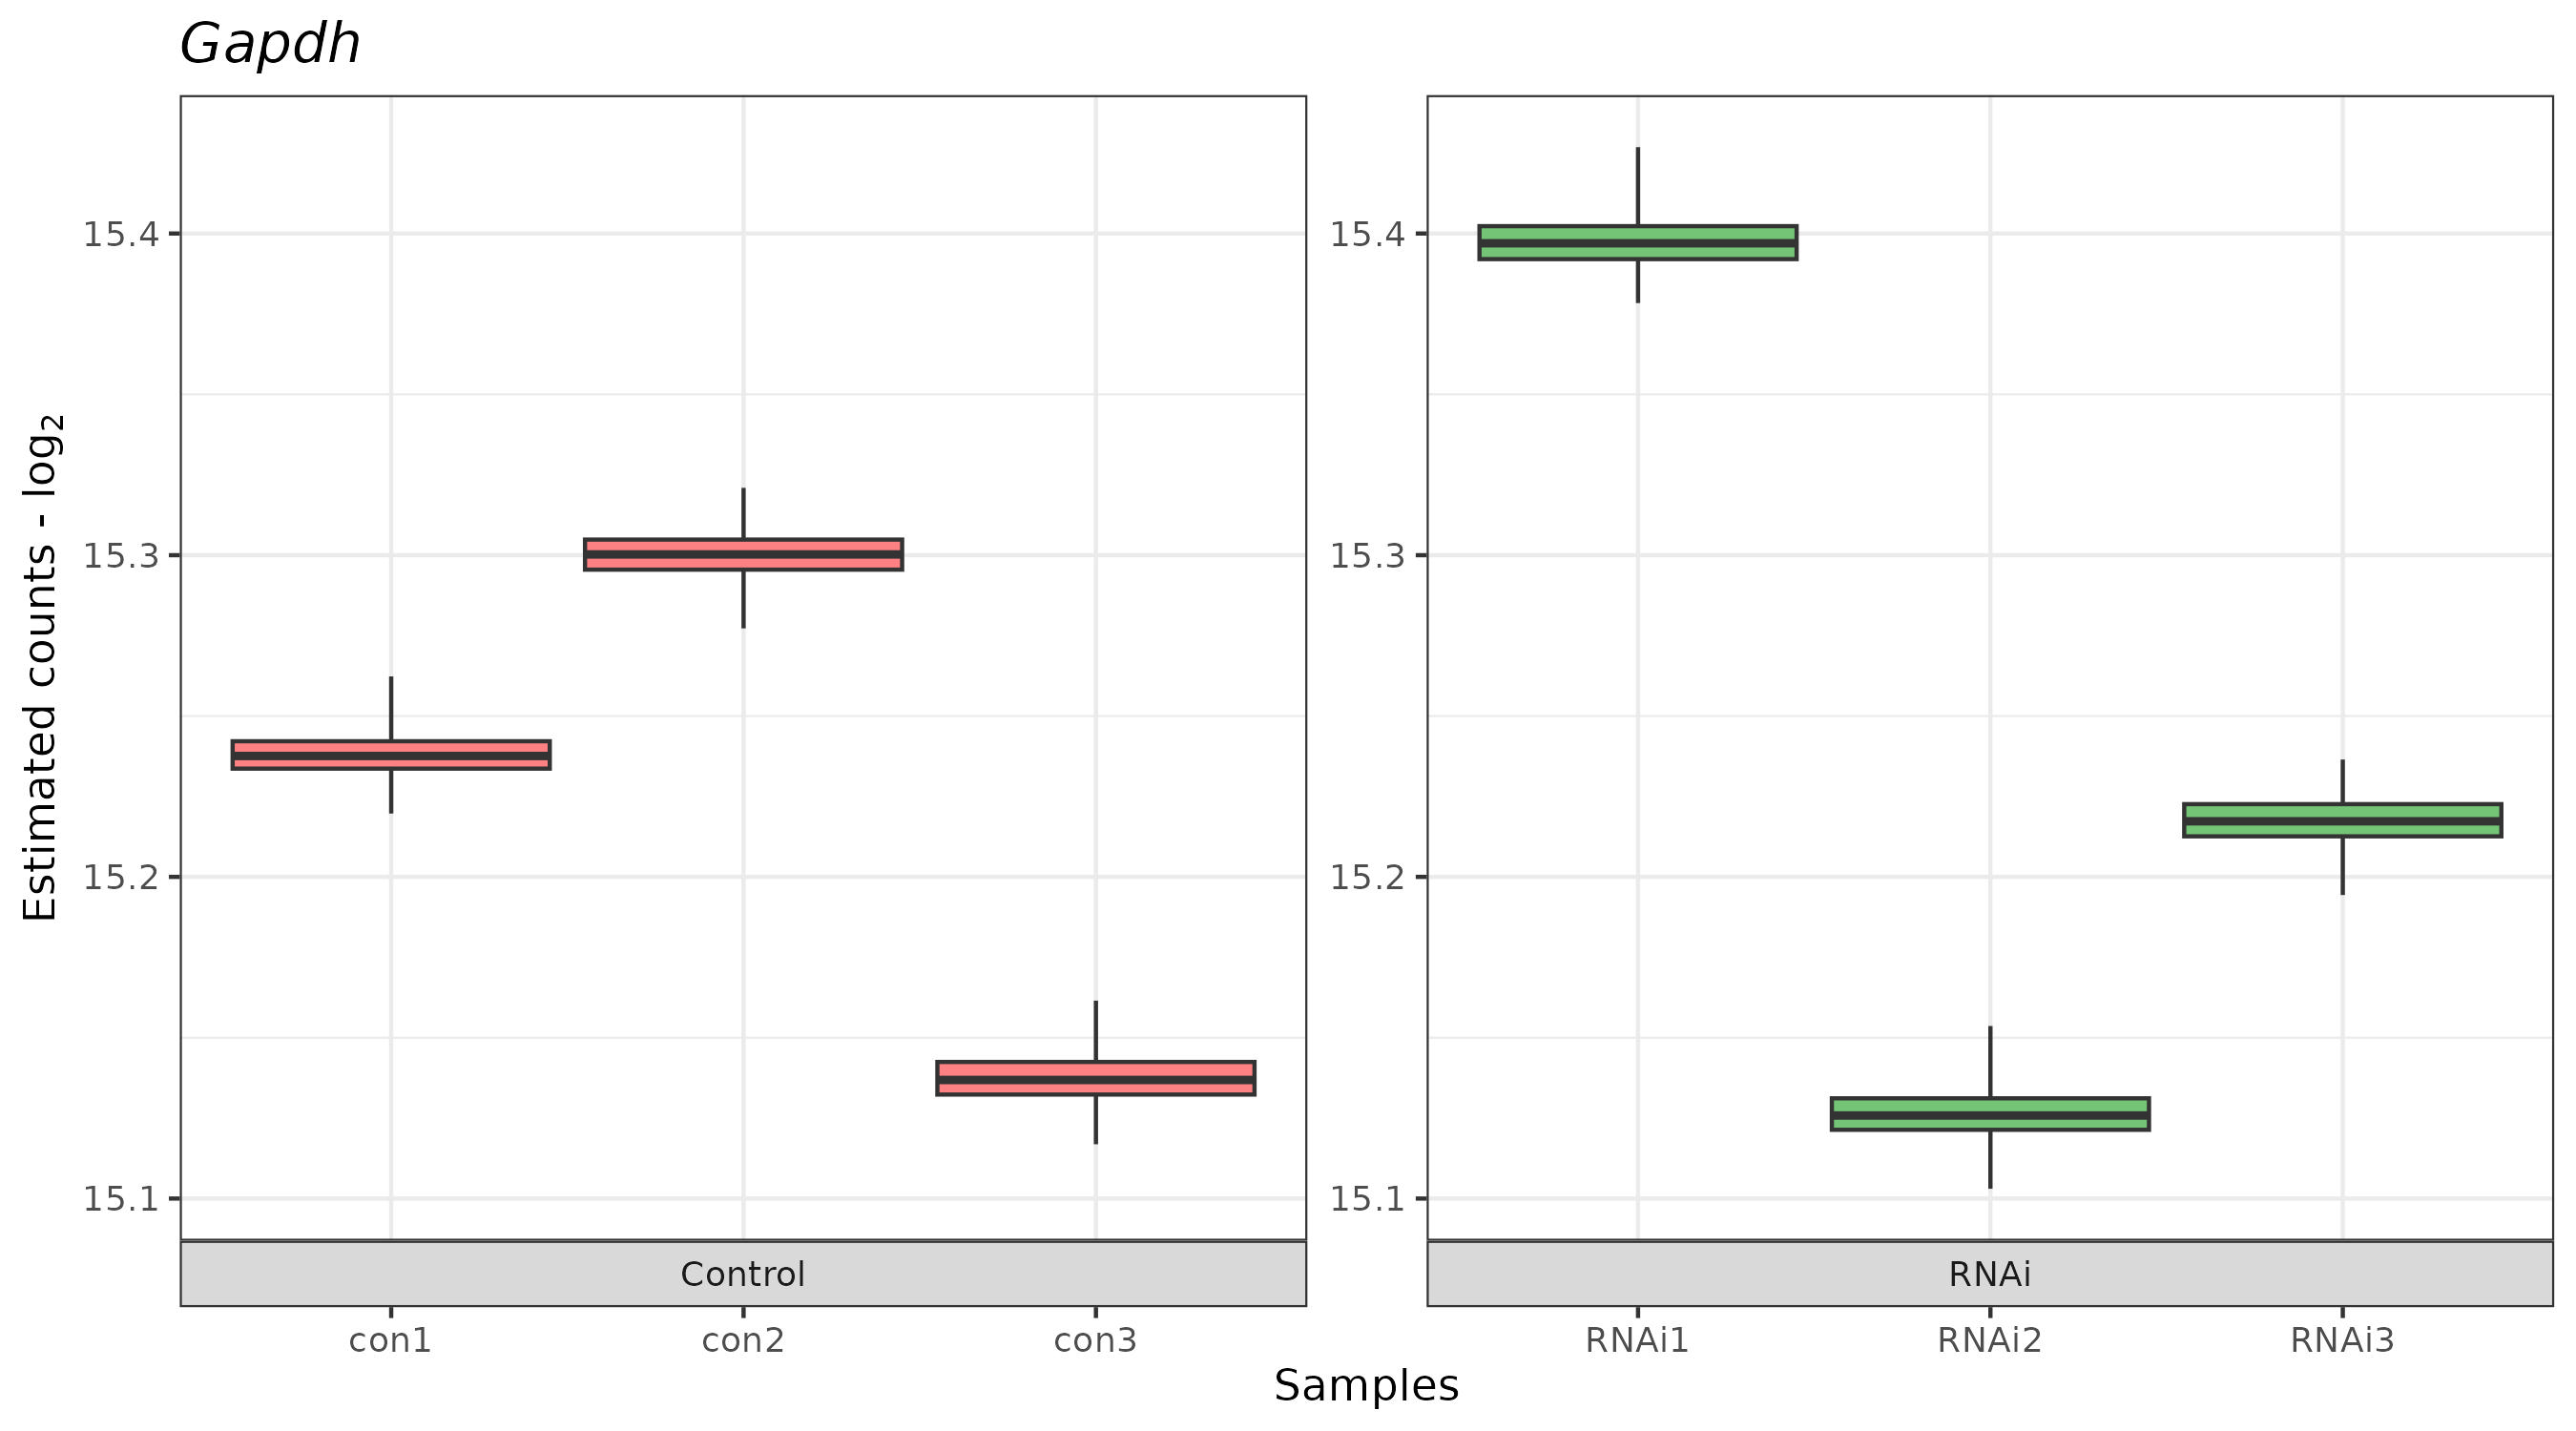 Gapdh
Estimated counts - log₂
15.4
15.3
15.2
15.1
15.4
15.3
15.2
15.1
Control
RNAi
con1
con2
con3
RNAi1
RNAi2
RNAi3
Samples